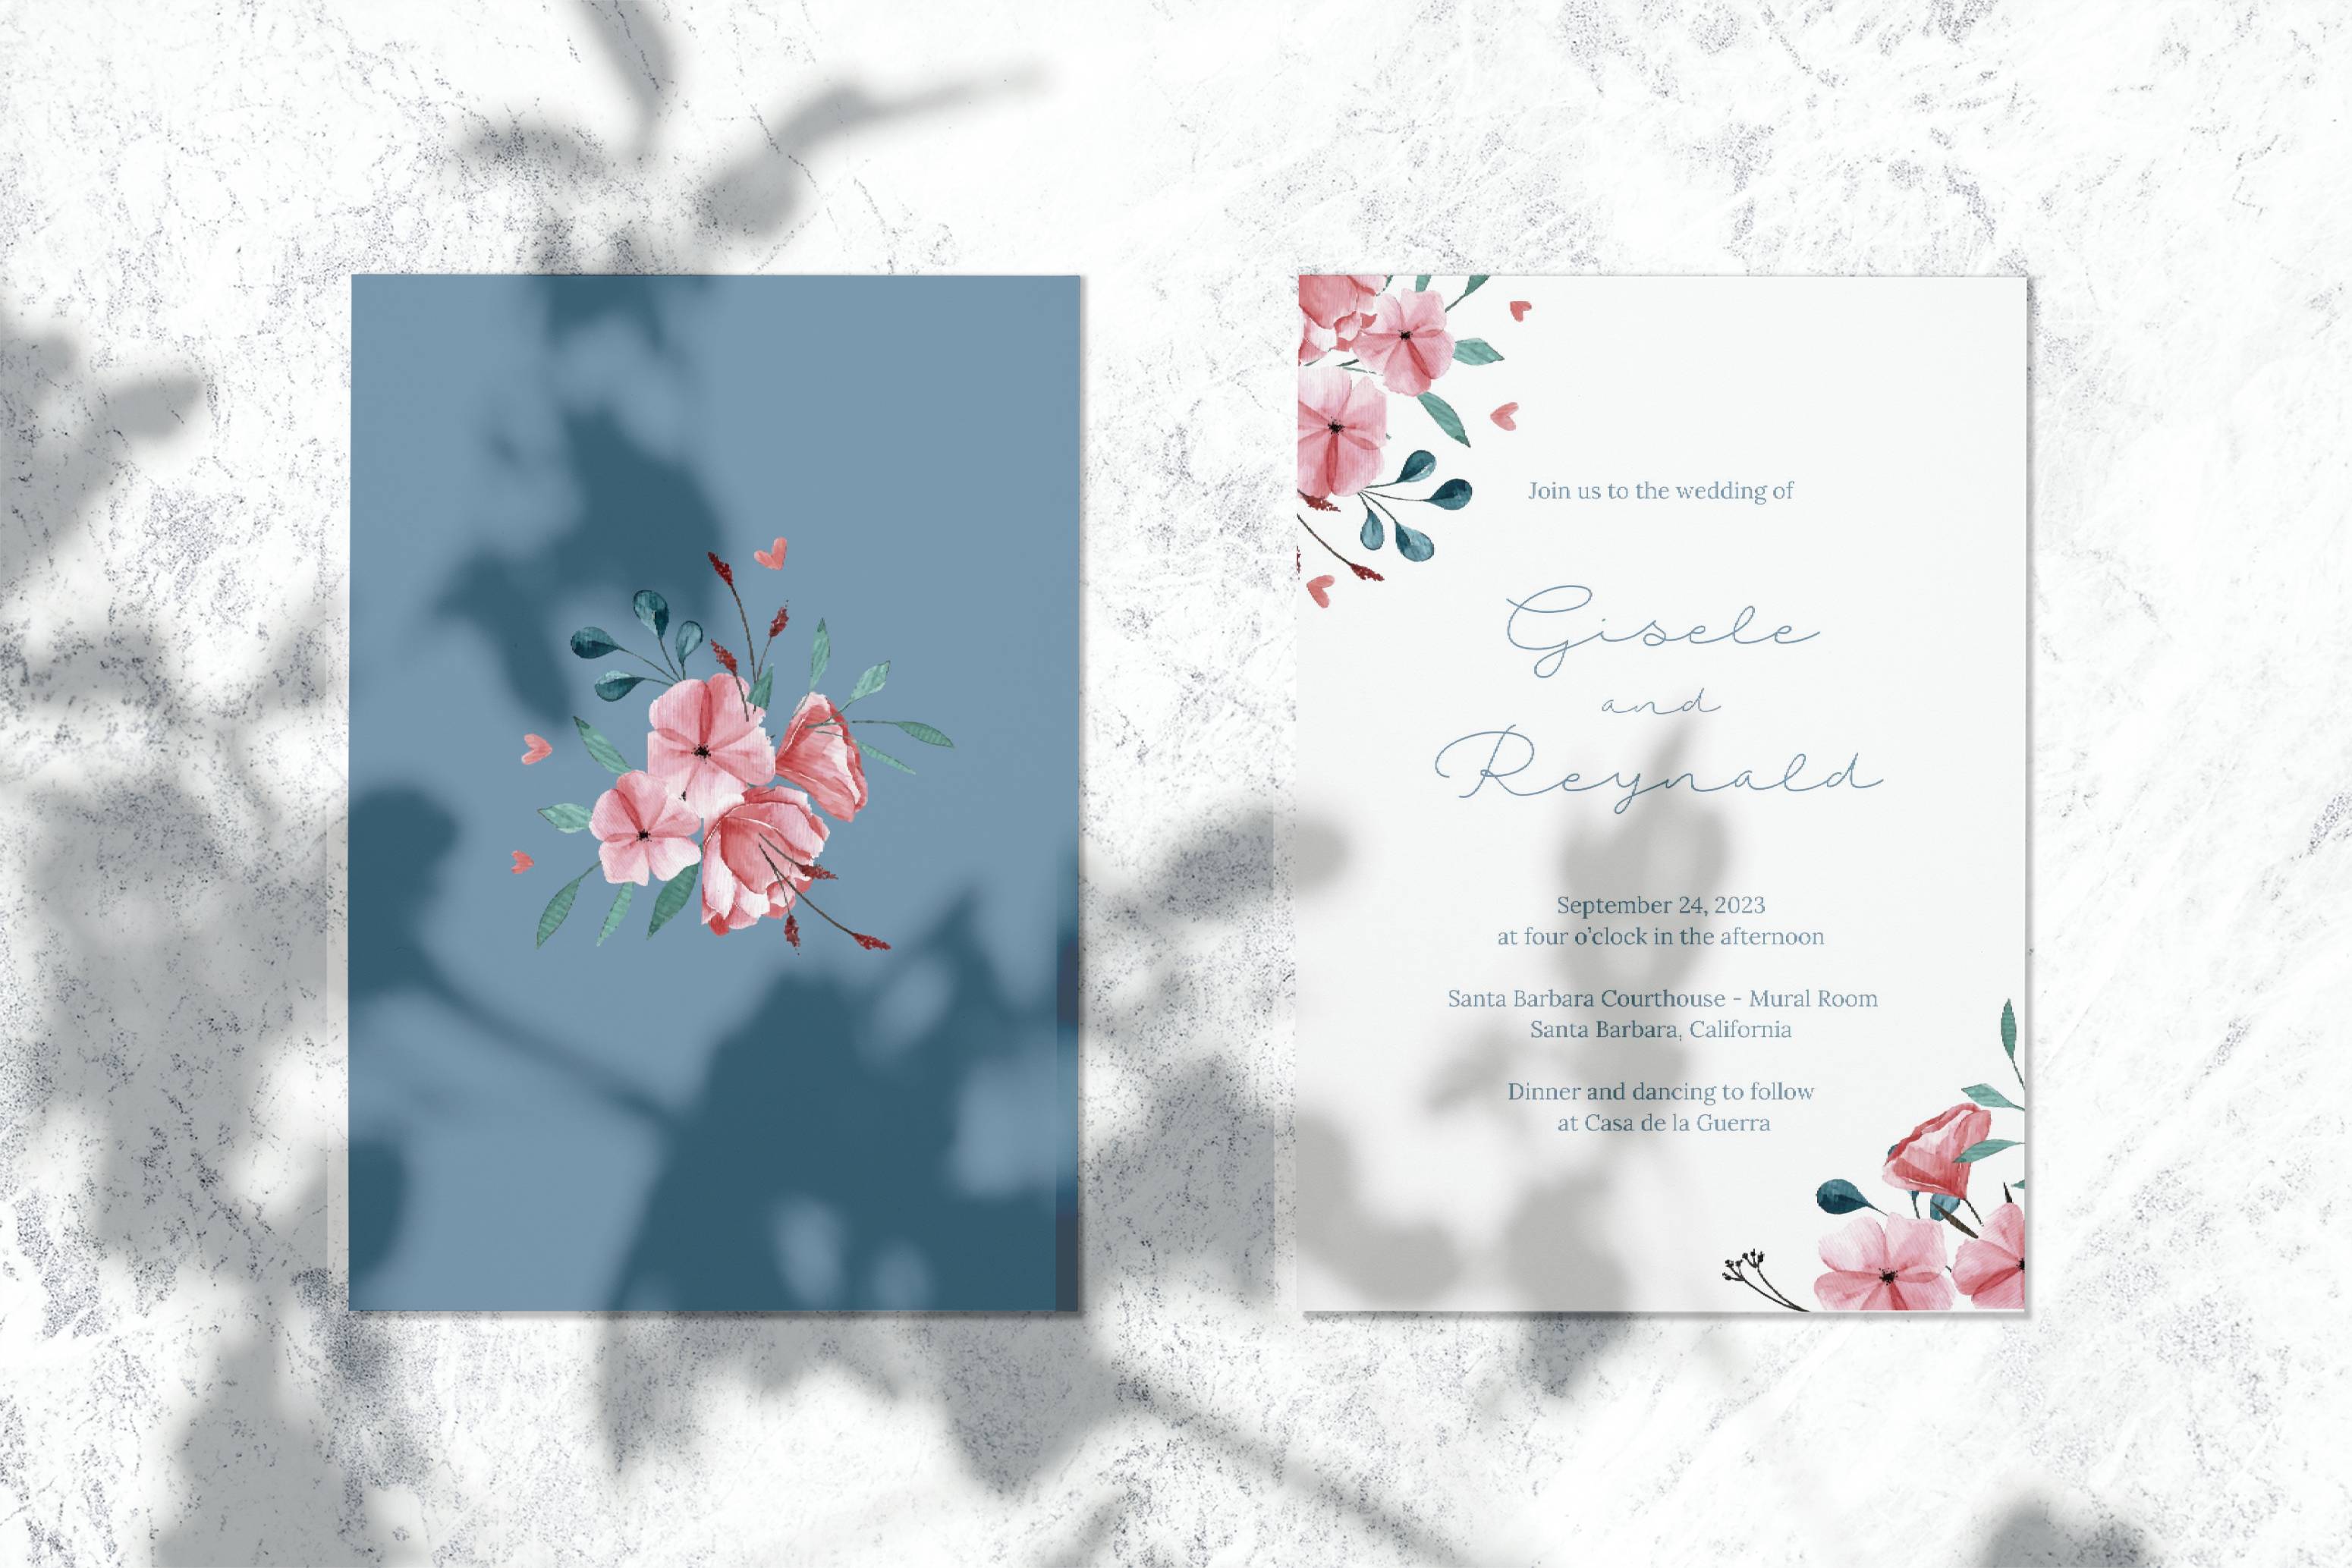 Join us to the wedding of
Gisele
and
Reynald
September 24, 2023
at four o’clock in the afternoon
Santa Barbara Courthouse - Mural Room
Santa Barbara, California
Dinner and dancing to follow
at Casa de la Guerra